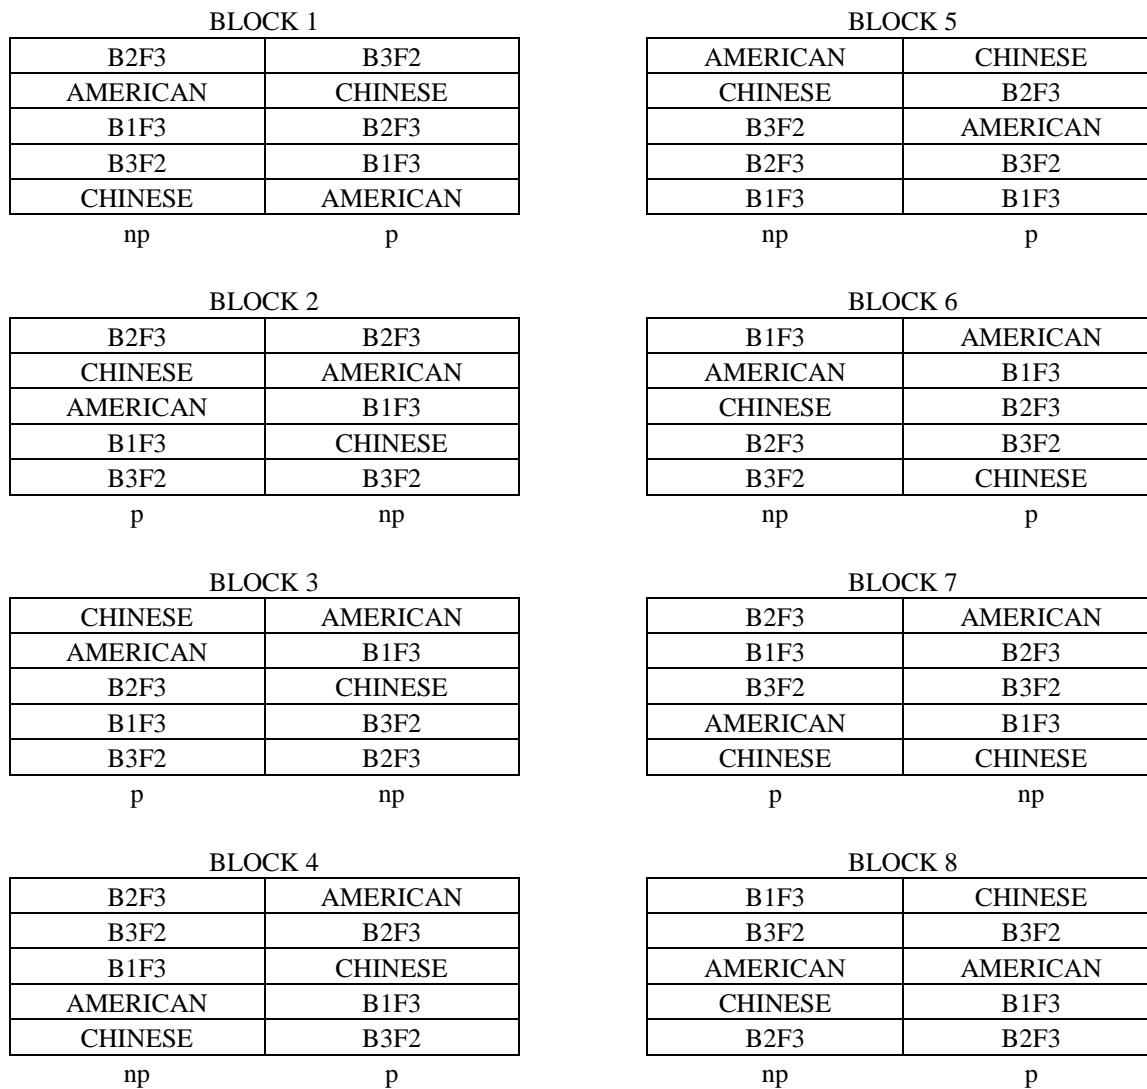 BLOCK 1
B2F3 B3F2
AMERICAN CHINESE
B1F3 B2F3
B3F2 B1F3
CHINESE AMERICAN
np p
BLOCK 2
B2F3 B2F3
CHINESE AMERICAN
AMERICAN B1F3
B1F3 CHINESE
B3F2 B3F2
p np
BLOCK 3
CHINESE AMERICAN
AMERICAN B1F3
B2F3 CHINESE
B1F3 B3F2
B3F2 B2F3
p np
BLOCK 4
B2F3 AMERICAN
B3F2 B2F3
B1F3 CHINESE
AMERICAN B1F3
CHINESE B3F2
np p
BLOCK 5
AMERICAN CHINESE
CHINESE B2F3
B3F2 AMERICAN
B2F3 B3F2
B1F3 B1F3
np p
BLOCK 6
B1F3 AMERICAN
AMERICAN B1F3
CHINESE B2F3
B2F3 B3F2
B3F2 CHINESE
np p
BLOCK 7
B2F3 AMERICAN
B1F3 B2F3
B3F2 B3F2
AMERICAN B1F3
CHINESE CHINESE
p np
BLOCK 8
B1F3 CHINESE
B3F2 B3F2
AMERICAN AMERICAN
CHINESE B1F3
B2F3 B2F3
np p